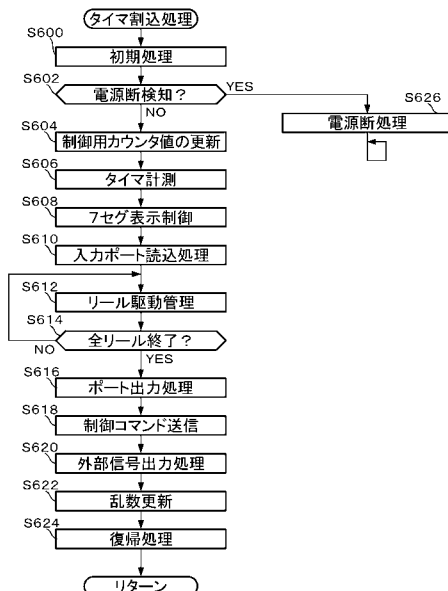 タイマ割込処理
S600
初期処理
S602
電源断検知?
YES
NO
S626
電源断処理
S604
制御用カウンタ値の更新
S606
タイマ計測
S608
7セグ表示制御
S610
入力ポート読込処理
S612
リール駆動管理
S614
全リール終了?
NO
YES
S616
ポート出力処理
S618
制御コマンド送信
S620
外部信号出力処理
S622
乱数更新
S624
復帰処理
リターン